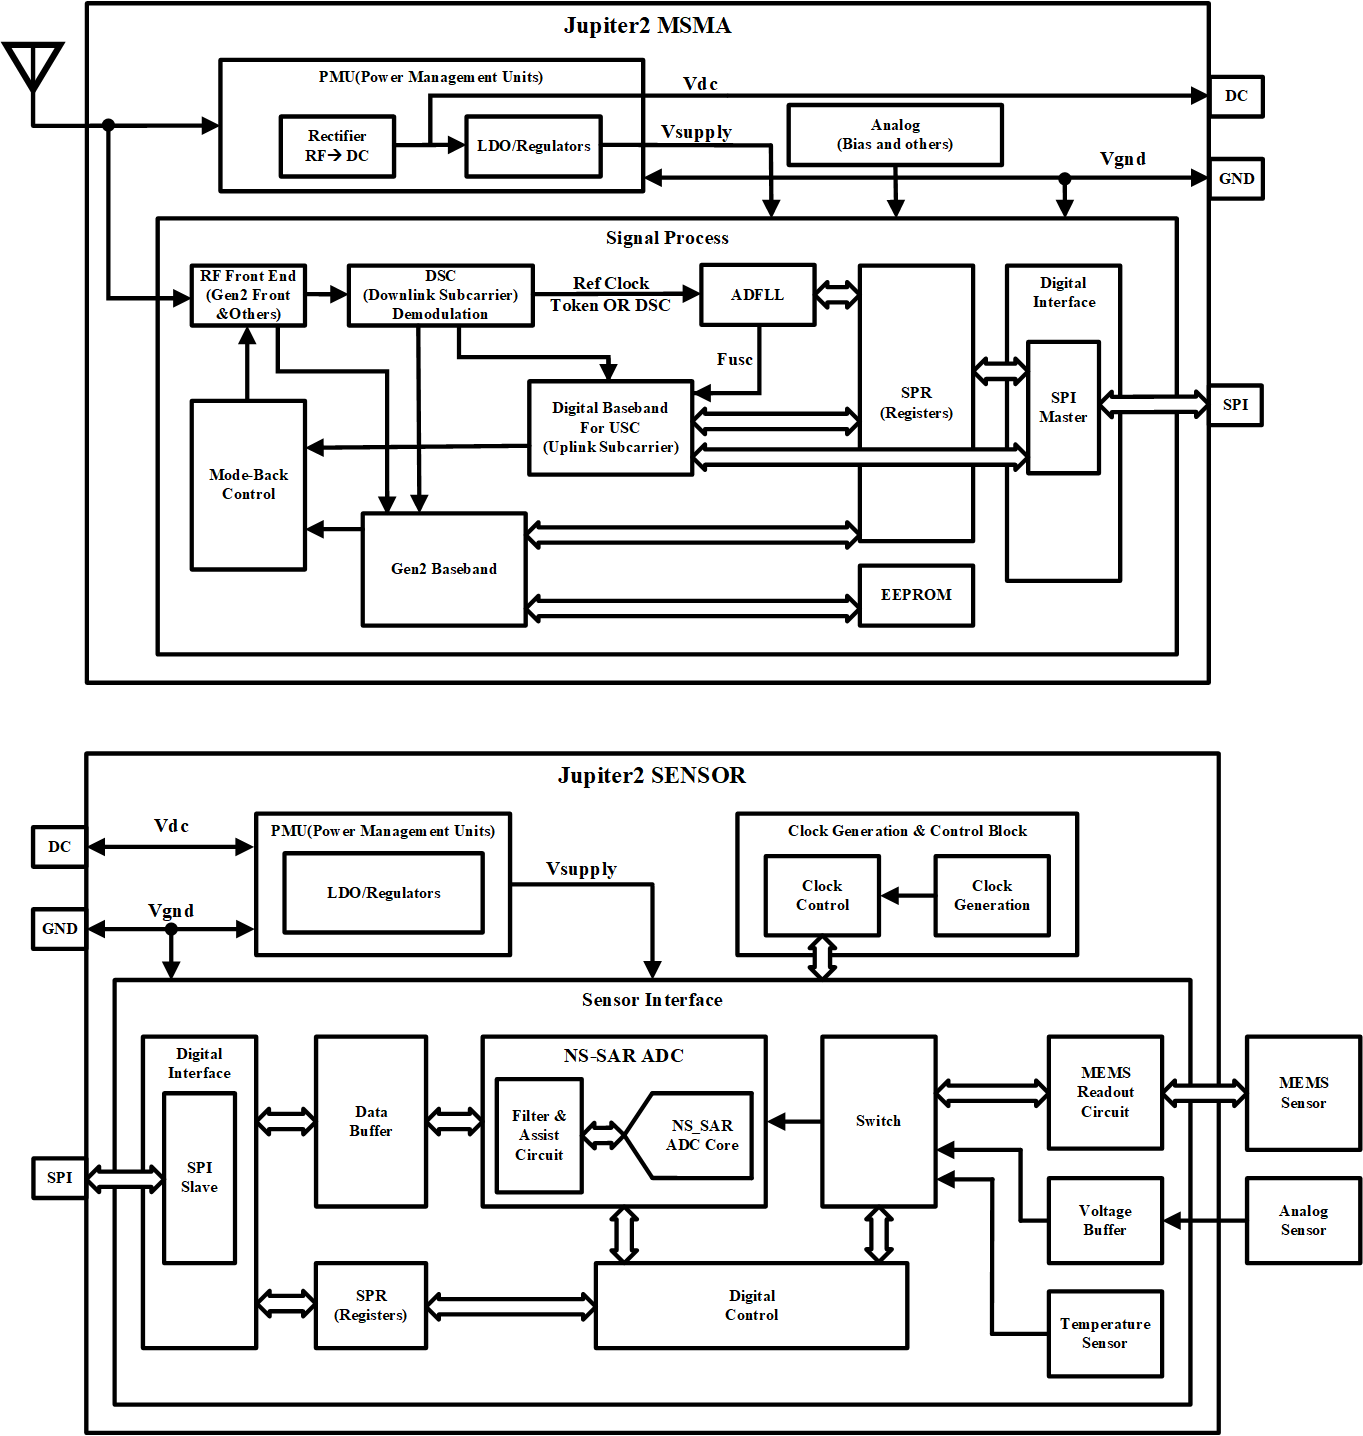 Jupiter2 MSMA
PMU(Power Management Units)
Vdc
DC
Rectifier
RF→ DC
LDO/Regulators
Vsupply
Analog
(Bias and others)
Vgnd
GND
Signal Process
RF Front End
(Gen2 Front
&Others)
DSC
(Downlink Subcarrier)
Demodulation
Ref Clock
Token OR DSC
ADFLL
Digital
Interface
Fusc
Digital Baseband
For USC
(Uplink Subcarrier)
SPR
(Registers)
SPI
Master
SPI
Mode-Back
Control
Gen2 Baseband
EEPROM
Jupiter2 SENSOR
DC
Vdc
PMU(Power Management Units)
LDO/Regulators
Vsupply
Clock Generation & Control Block
Clock
Control
Clock
Generation
GND
Vgnd
Sensor Interface
Digital
Interface
SPI
Slave
SPI
Data
Buffer
NS-SAR ADC
Filter &
Assist
Circuit
NS_SAR
ADC Core
Switch
MEMS
Readout
Circuit
MEMS
Sensor
Voltage
Buffer
Analog
Sensor
SPR
(Registers)
Digital
Control
Temperature
Sensor